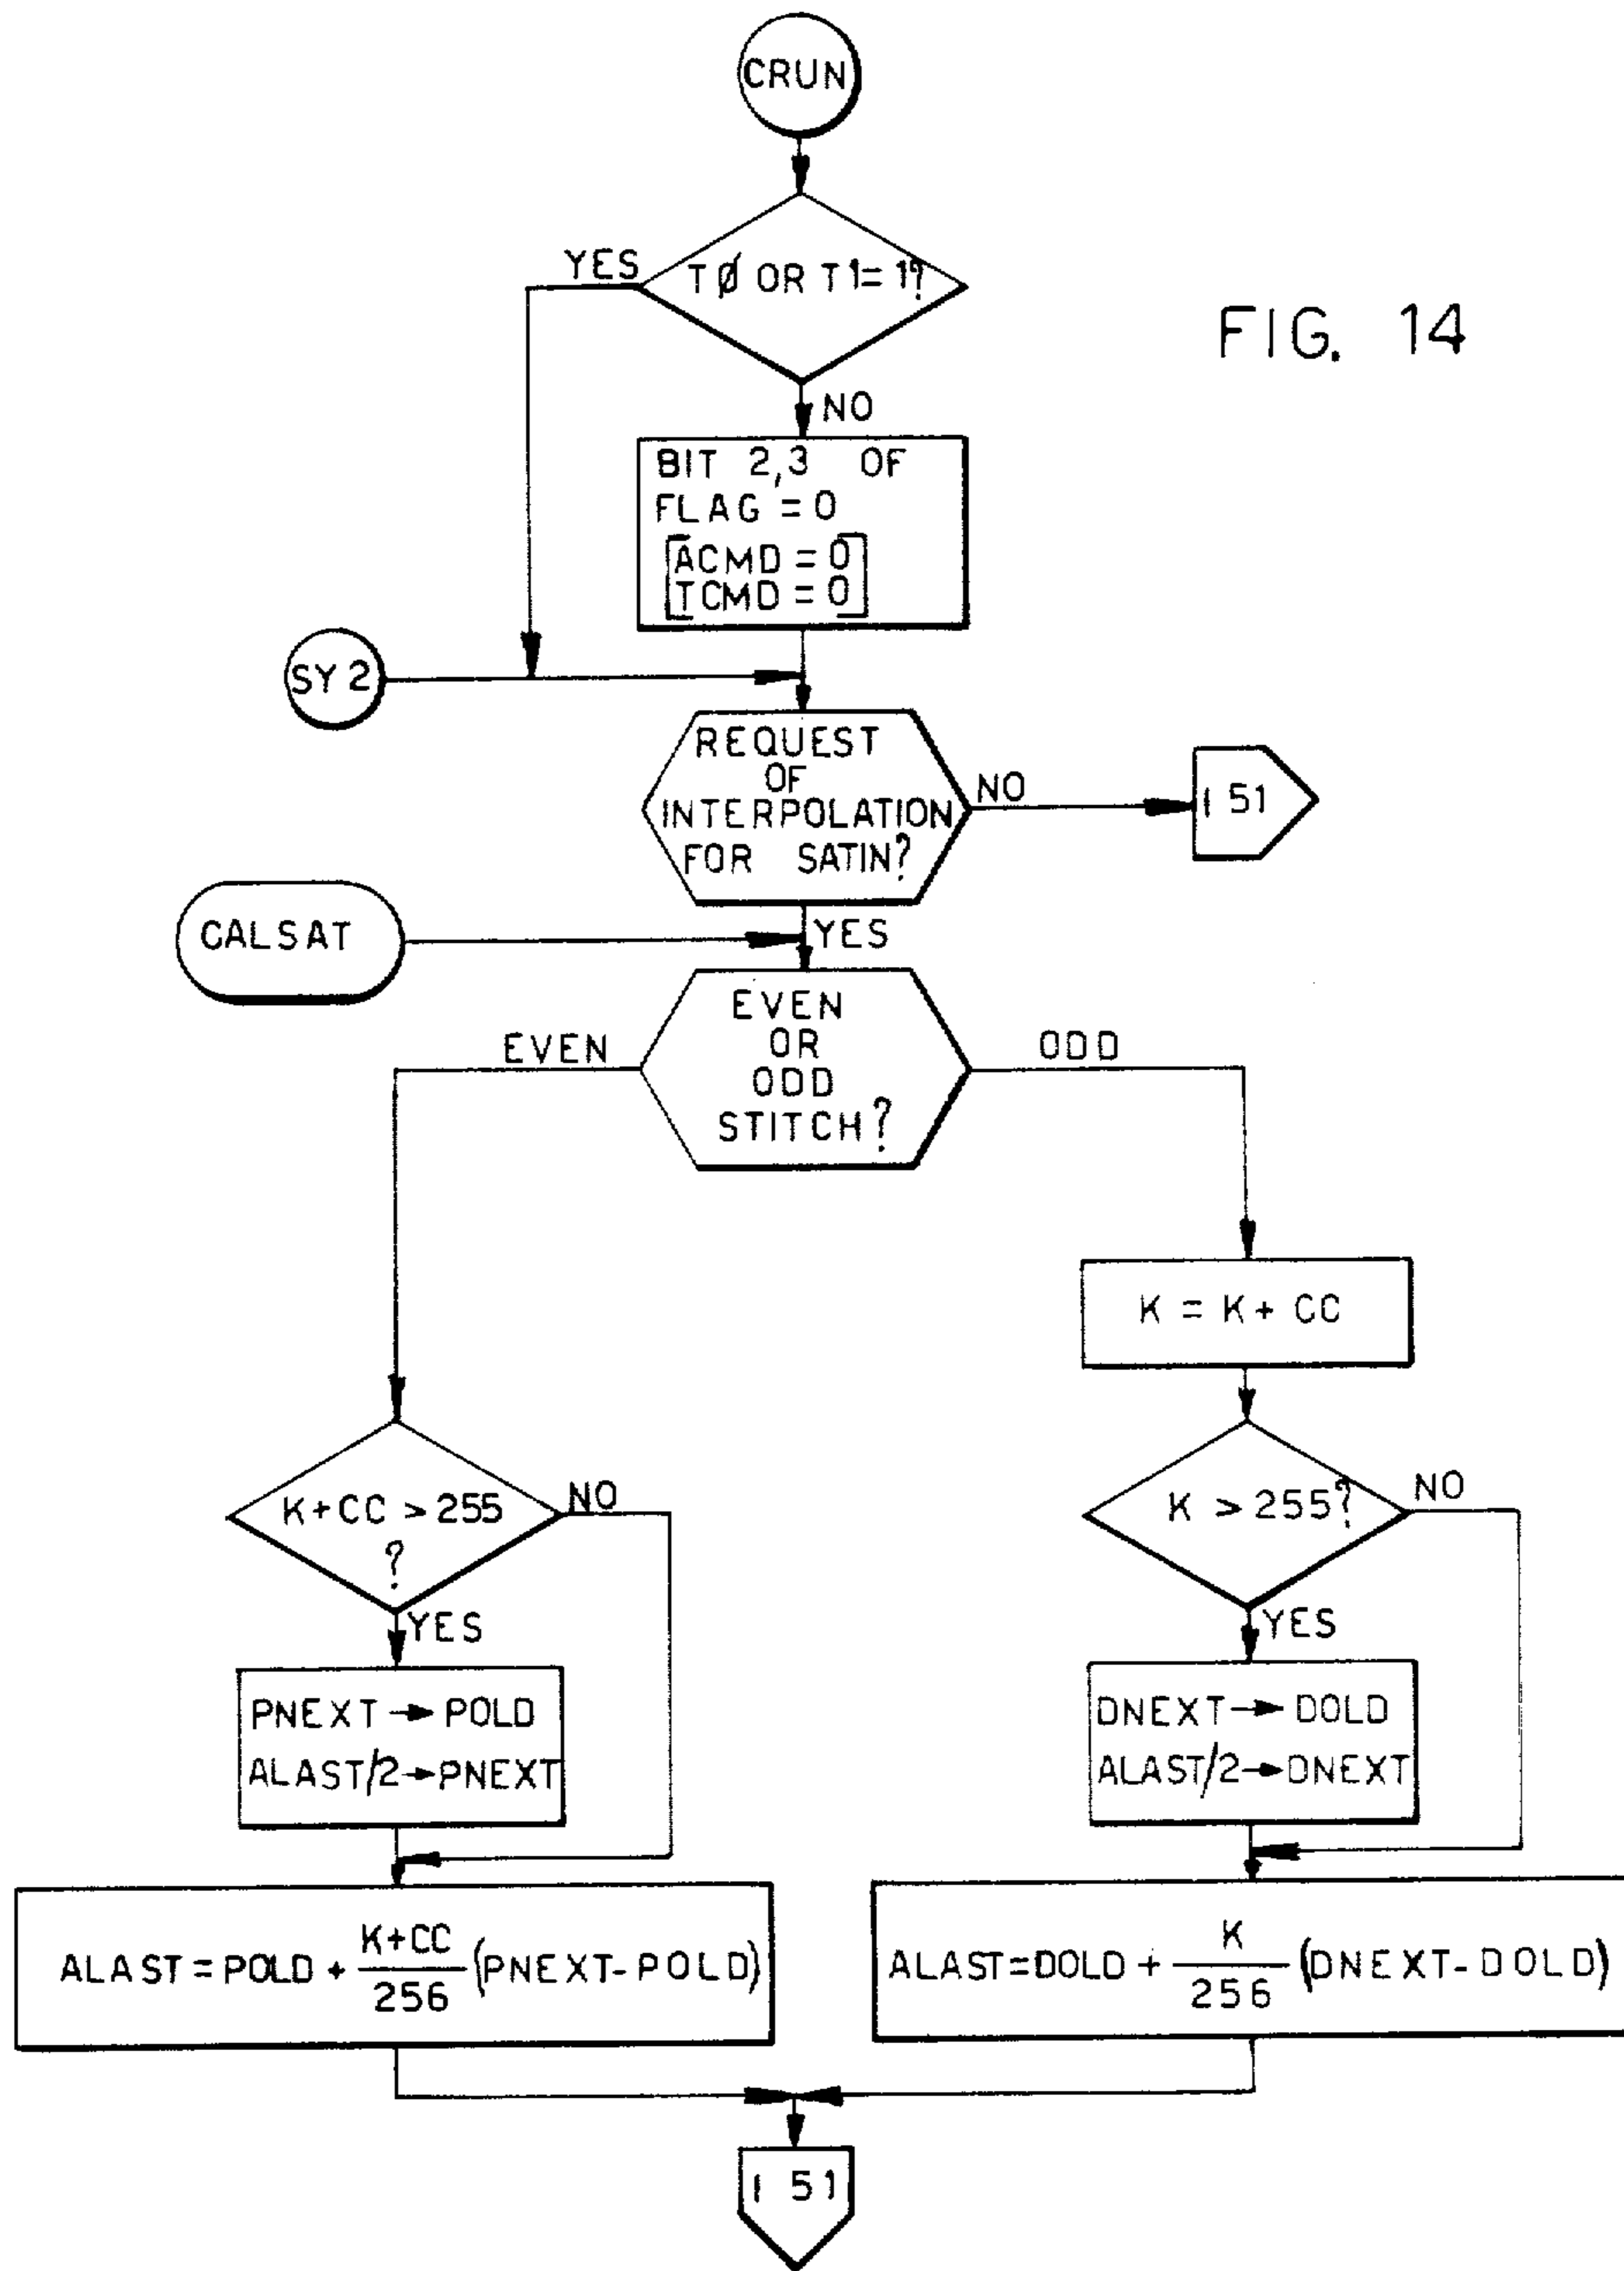 CRUN
TØ OR T1=1?
YES
FIG. 14
NO
BIT 2,3 OF
FLAG = 0
[ACMD = 0]
[TCMD = 0]
SY2
REQUEST
OF
INTERPOLATION
FOR SATIN?
NO
I 51
CALSAT
YES
EVEN
OR
ODD
STITCH?
EVEN
ODD
K = K + CC
K+CC > 255
?
NO
K > 255?
NO
YES
YES
PNEXT → POLD
ALAST/2 → PNEXT
DNEXT → DOLD
ALAST/2 → DNEXT
ALAST = POLD + K+CC/256 (PNEXT-POLD)
ALAST=DOLD + K/256 (DNEXT-DOLD)
I 51